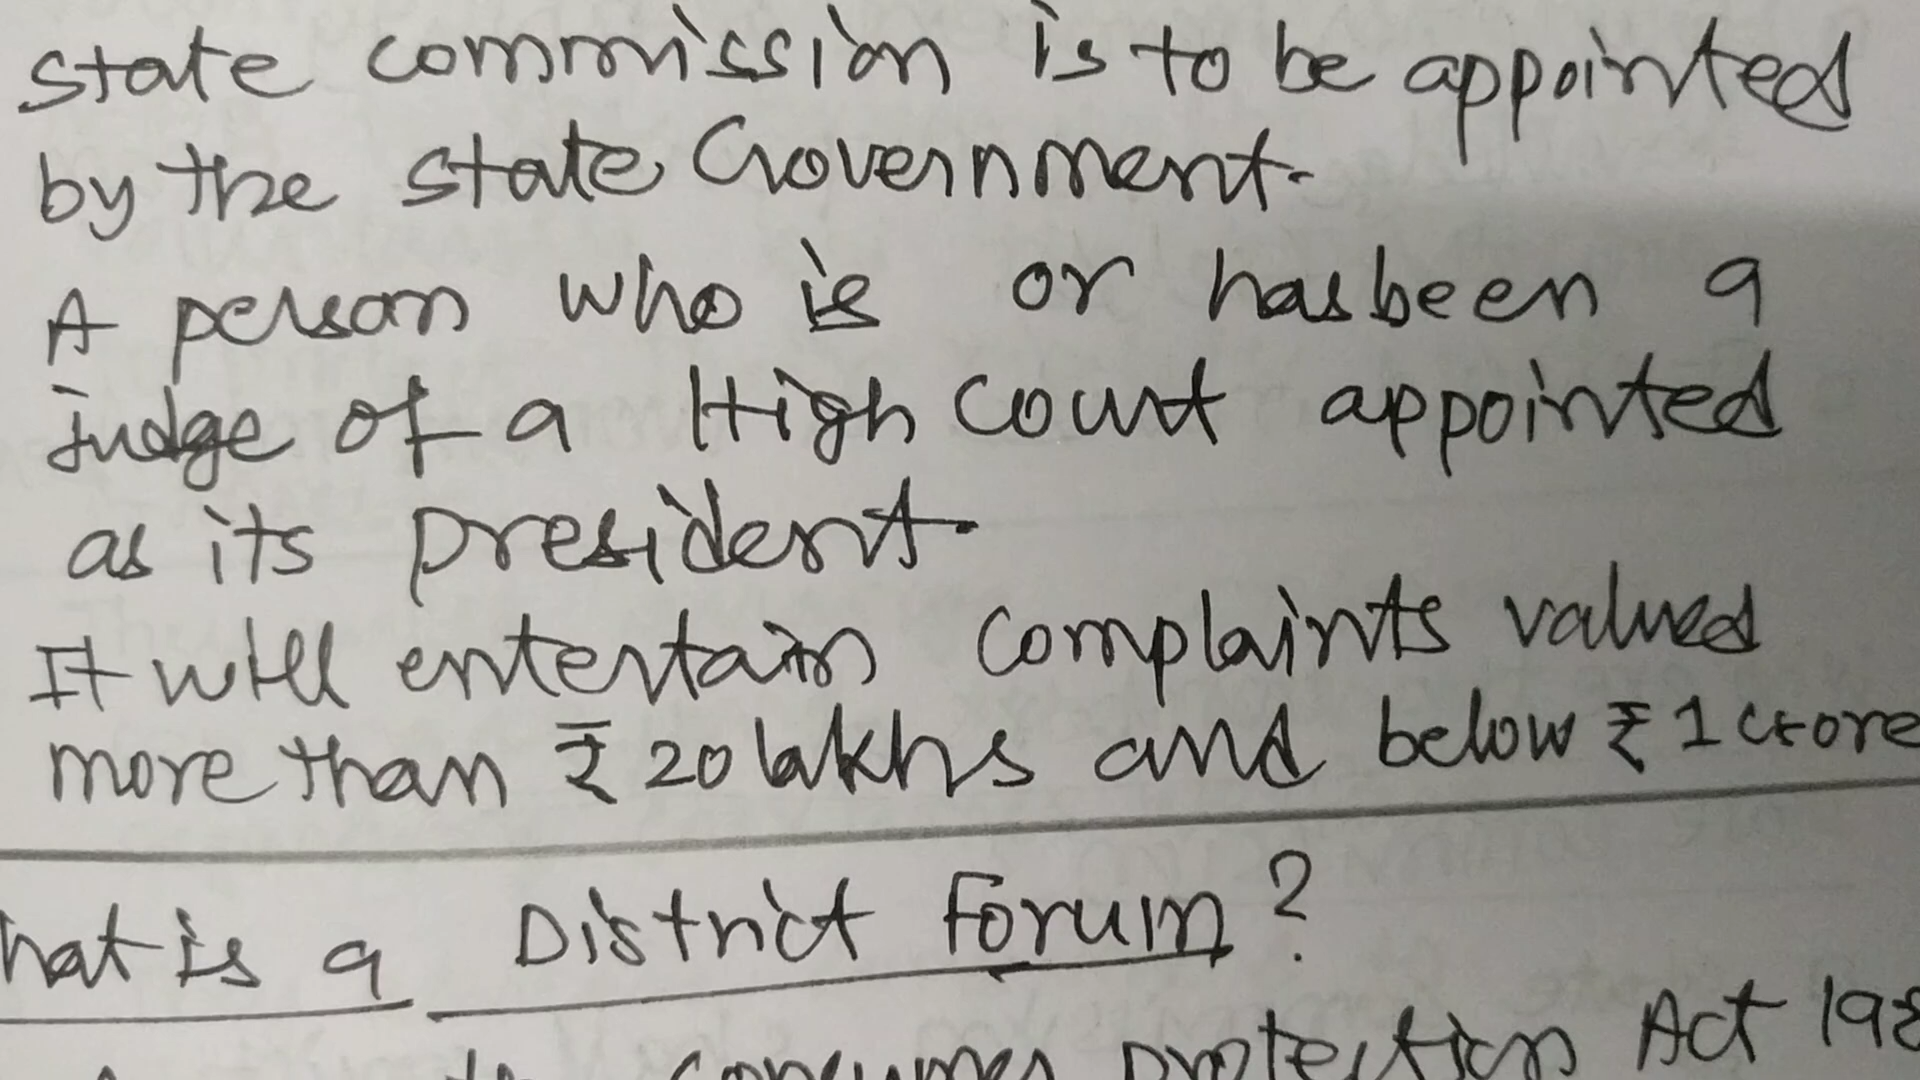 state commission is to be appointed
by the state Government.
A person who is or has been a
judge of a High Court appointed
as its president.
It will entertain complaints valued
more than ₹ 20 lakhs and below ₹ 1 crore
hat is a District Forum?
consumer protection Act 198